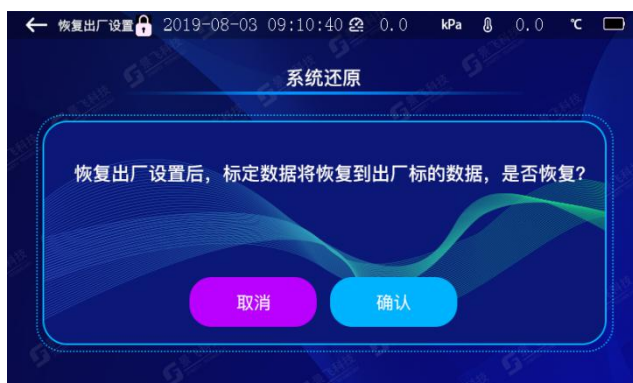 恢复出厂设置 2019-08-03 09:10:40 0.0 kPa 0.0 ℃
系统还原
恢复出厂设置后，标定数据将恢复到出厂标的数据，是否恢复?
取消 确认